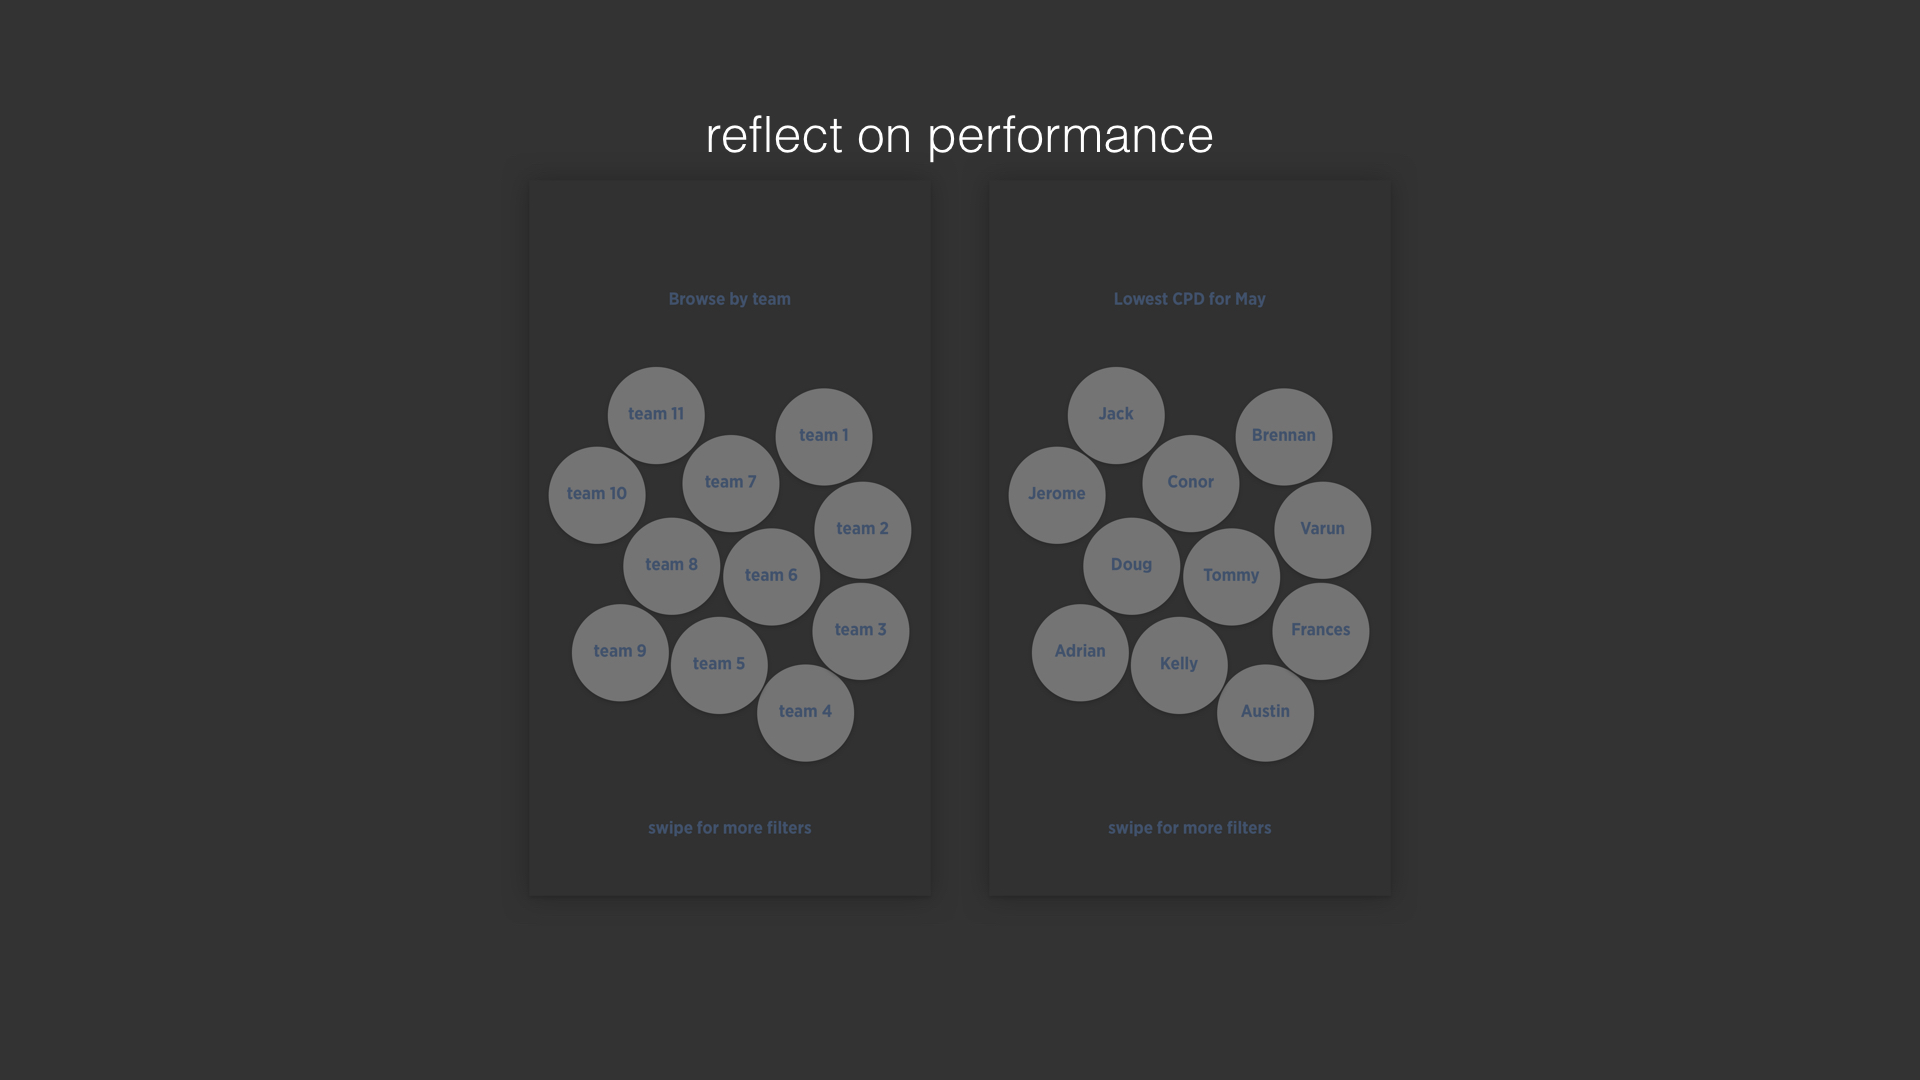 reflect on performance
Browse by team
team 11
team 1
team 7
team 10
team 2
team 8
team 6
team 3
team 9
team 5
team 4
swipe for more filters
Lowest CPD for May
Jack
Brennan
Conor
Jerome
Varun
Doug
Tommy
Frances
Adrian
Kelly
Austin
swipe for more filters